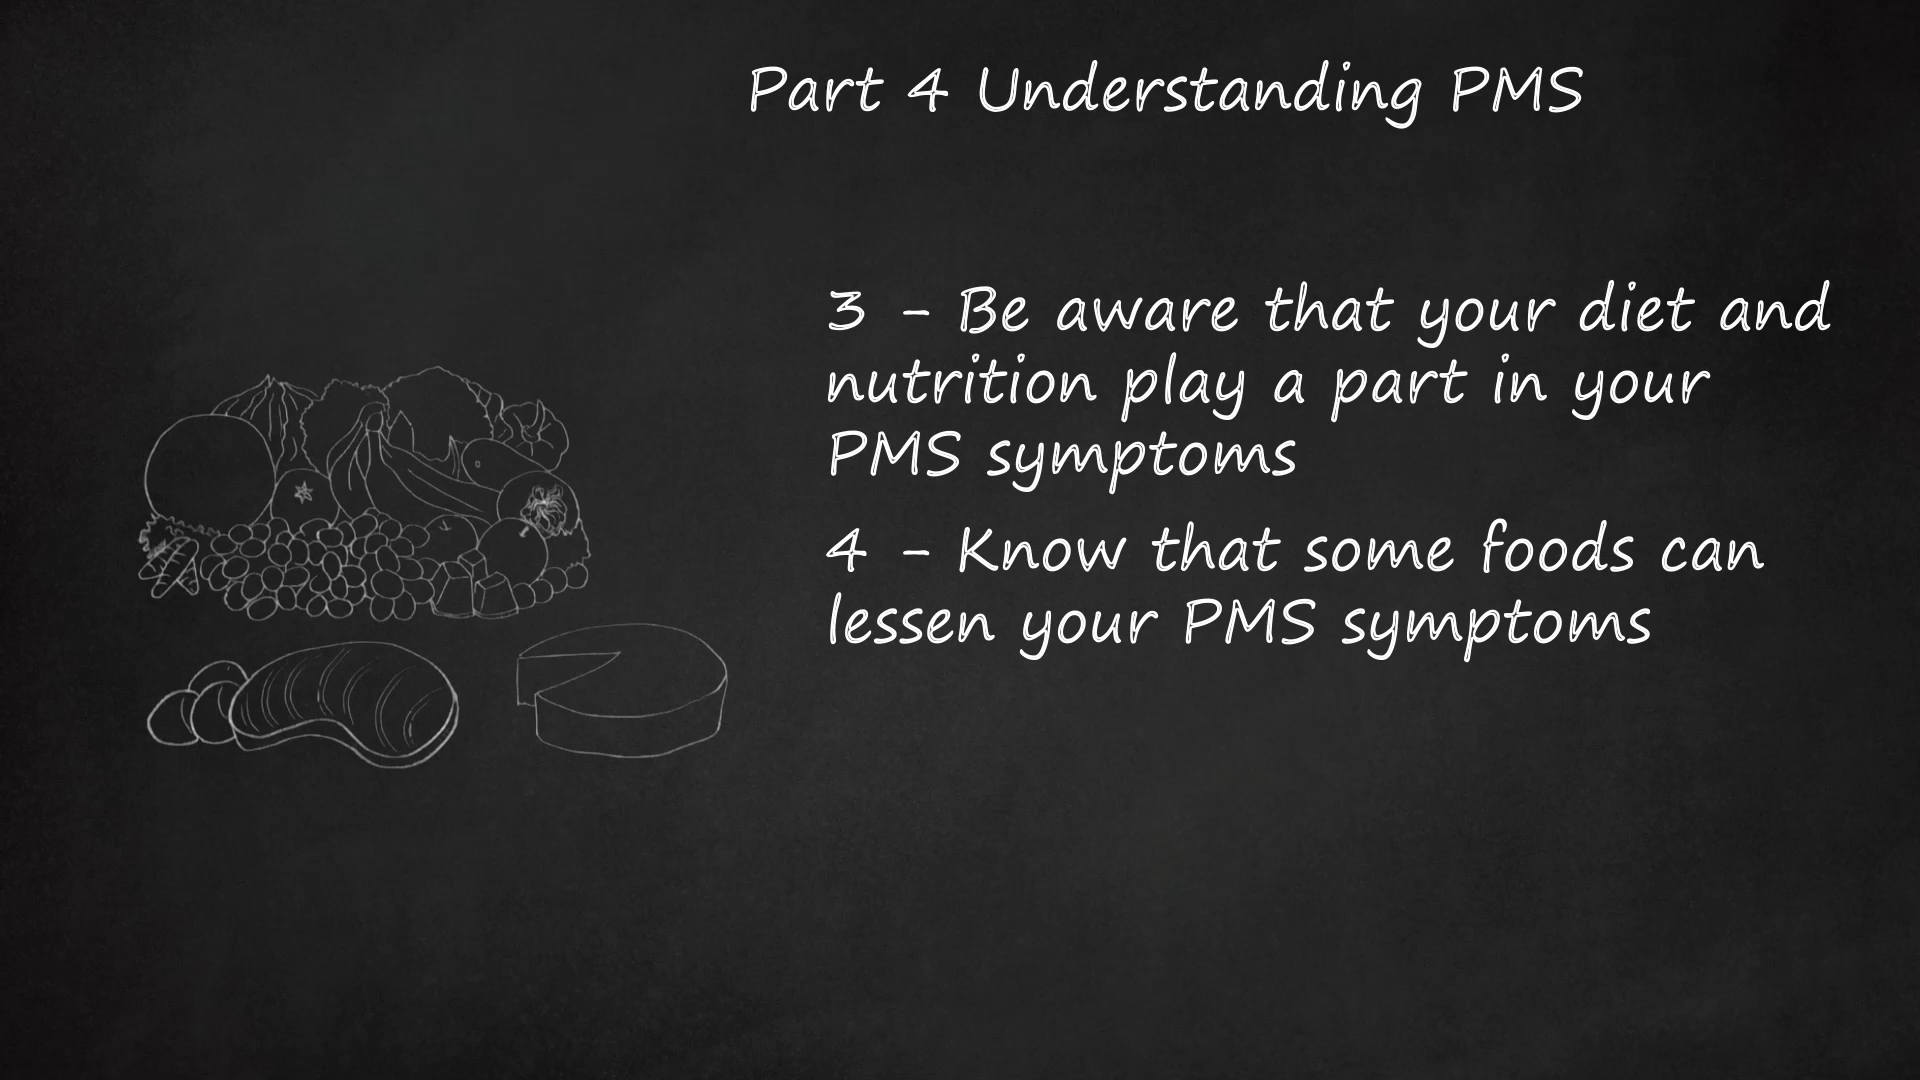 Part 4 Understanding PMS
3 - Be aware that your diet and
nutrition play a part in your
PMS symptoms
4 - Know that some foods can
lessen your PMS symptoms